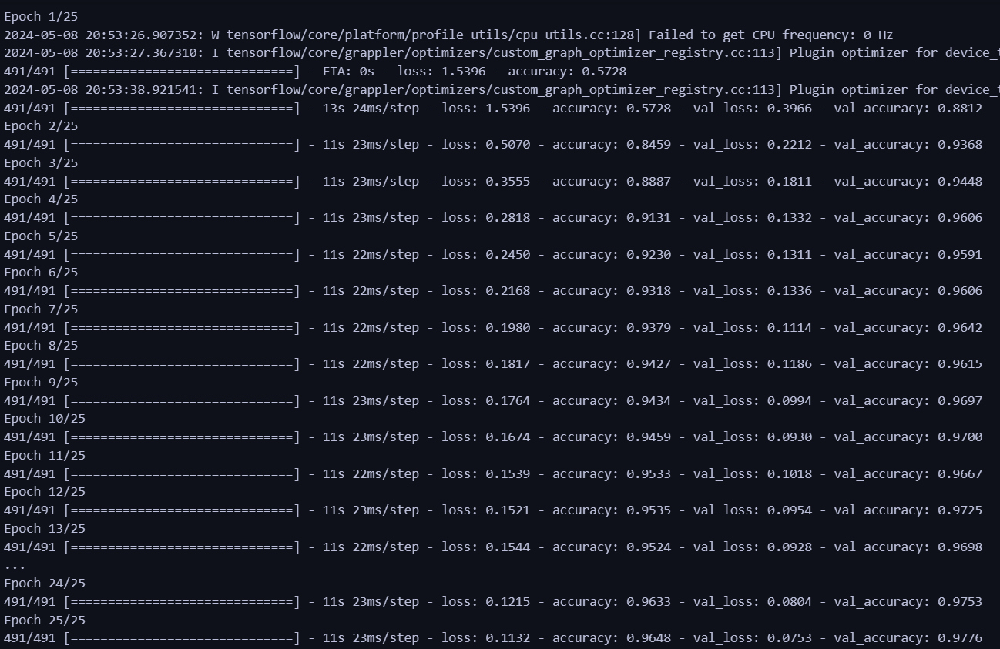 Epoch 1/25
2024-05-08 20:53:26.907352: W tensorflow/core/platform/profile_utils/cpu_utils.cc:128] Failed to get CPU frequency: 0 Hz
2024-05-08 20:53:27.367310: I tensorflow/core/grappler/optimizers/custom_graph_optimizer_registry.cc:113] Plugin optimizer for device_t
491/491 [==============================] - ETA: 0s - loss: 1.5396 - accuracy: 0.5728
2024-05-08 20:53:38.921541: I tensorflow/core/grappler/optimizers/custom_graph_optimizer_registry.cc:113] Plugin optimizer for device_t
491/491 [==============================] - 13s 24ms/step - loss: 1.5396 - accuracy: 0.5728 - val_loss: 0.3966 - val_accuracy: 0.8812
Epoch 2/25
491/491 [==============================] - 11s 23ms/step - loss: 0.5070 - accuracy: 0.8459 - val_loss: 0.2212 - val_accuracy: 0.9368
Epoch 3/25
491/491 [==============================] - 11s 23ms/step - loss: 0.3555 - accuracy: 0.8887 - val_loss: 0.1811 - val_accuracy: 0.9448
Epoch 4/25
491/491 [==============================] - 11s 23ms/step - loss: 0.2818 - accuracy: 0.9131 - val_loss: 0.1332 - val_accuracy: 0.9606
Epoch 5/25
491/491 [==============================] - 11s 22ms/step - loss: 0.2450 - accuracy: 0.9230 - val_loss: 0.1311 - val_accuracy: 0.9591
Epoch 6/25
491/491 [==============================] - 11s 22ms/step - loss: 0.2168 - accuracy: 0.9318 - val_loss: 0.1336 - val_accuracy: 0.9606
Epoch 7/25
491/491 [==============================] - 11s 22ms/step - loss: 0.1980 - accuracy: 0.9379 - val_loss: 0.1114 - val_accuracy: 0.9642
Epoch 8/25
491/491 [==============================] - 11s 22ms/step - loss: 0.1817 - accuracy: 0.9427 - val_loss: 0.1186 - val_accuracy: 0.9615
Epoch 9/25
491/491 [==============================] - 11s 23ms/step - loss: 0.1764 - accuracy: 0.9434 - val_loss: 0.0994 - val_accuracy: 0.9697
Epoch 10/25
491/491 [==============================] - 11s 23ms/step - loss: 0.1674 - accuracy: 0.9459 - val_loss: 0.0930 - val_accuracy: 0.9700
Epoch 11/25
491/491 [==============================] - 11s 22ms/step - loss: 0.1539 - accuracy: 0.9533 - val_loss: 0.1018 - val_accuracy: 0.9667
Epoch 12/25
491/491 [==============================] - 11s 23ms/step - loss: 0.1521 - accuracy: 0.9535 - val_loss: 0.0954 - val_accuracy: 0.9725
Epoch 13/25
491/491 [==============================] - 11s 22ms/step - loss: 0.1544 - accuracy: 0.9524 - val_loss: 0.0928 - val_accuracy: 0.9698
...
Epoch 24/25
491/491 [==============================] - 11s 23ms/step - loss: 0.1215 - accuracy: 0.9633 - val_loss: 0.0804 - val_accuracy: 0.9753
Epoch 25/25
491/491 [==============================] - 11s 23ms/step - loss: 0.1132 - accuracy: 0.9648 - val_loss: 0.0753 - val_accuracy: 0.9776